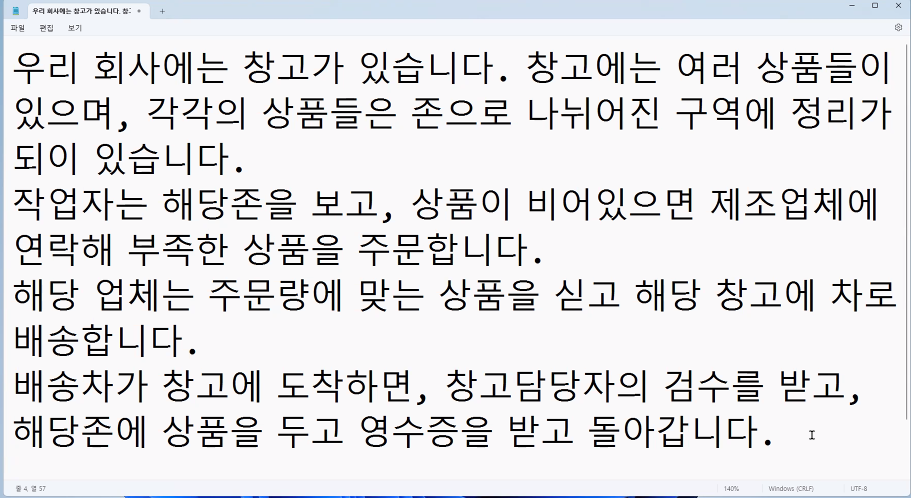 우리 회사에는 창고가 있습니다. 창고
파일 편집 보기
우리 회사에는 창고가 있습니다. 창고에는 여러 상품들이
있으며, 각각의 상품들은 존으로 나뉘어진 구역에 정리가
되이 있습니다.
작업자는 해당존을 보고, 상품이 비어있으면 제조업체에
연락해 부족한 상품을 주문합니다.
해당 업체는 주문량에 맞는 상품을 싣고 해당 창고에 차로
배송합니다.
배송차가 창고에 도착하면, 창고담당자의 검수를 받고,
해당존에 상품을 두고 영수증을 받고 돌아갑니다.
줄 4, 열 57 140% Windows (CRLF) UTF-8